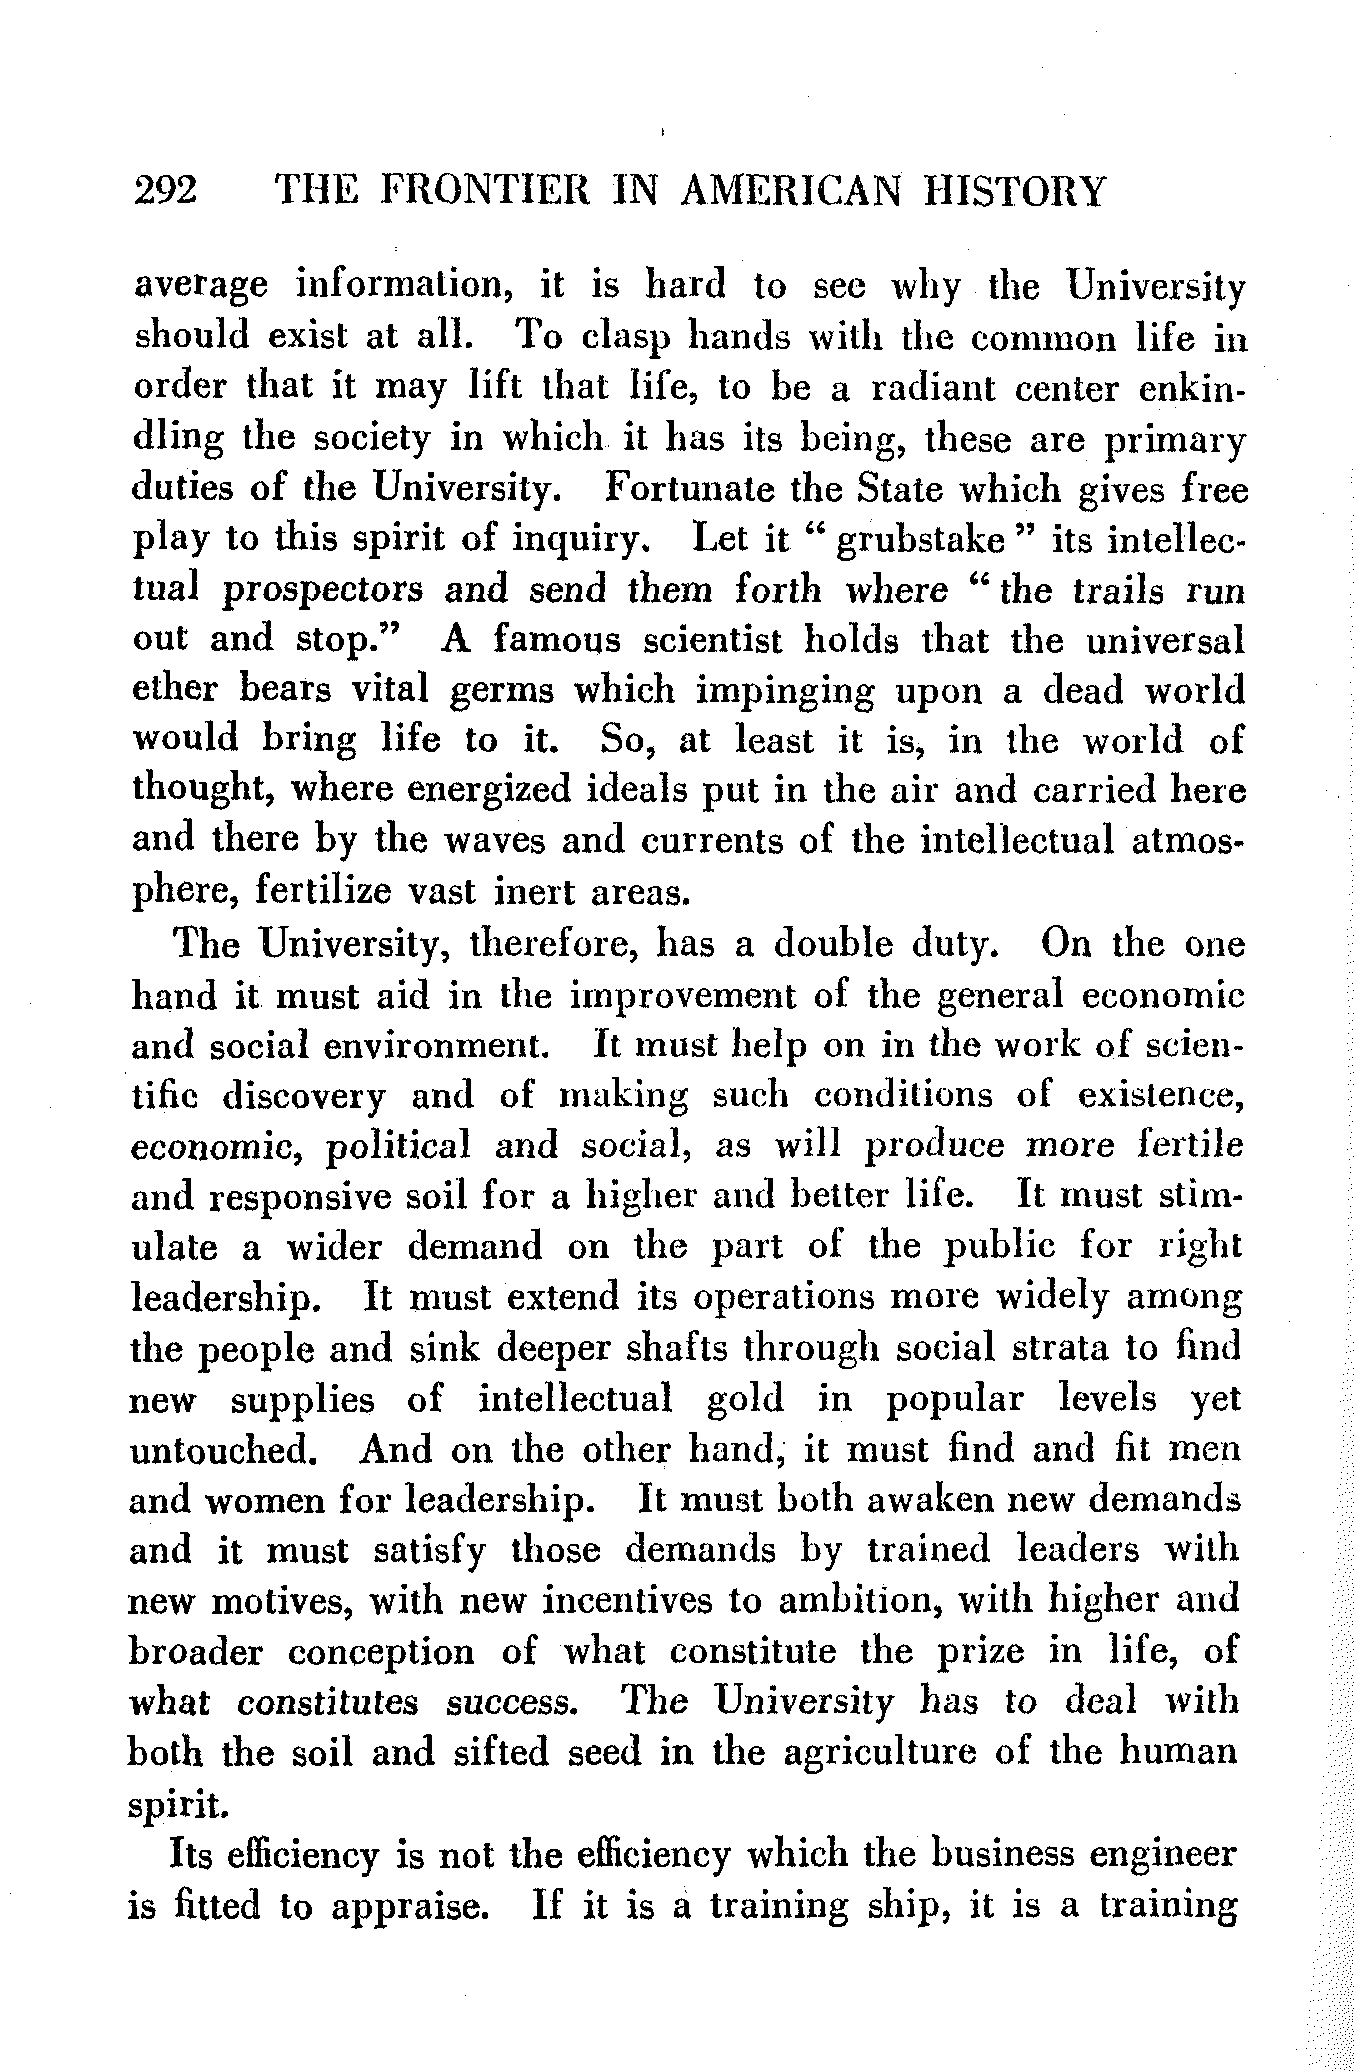 292 THE FRONTIER IN AMERICAN HISTORY
average information, it is hard to see why the University
should exist at all. To clasp hands with the common life in
order that it may lift that life, to be a radiant center enkin-
dling the society in which it has its being, these are primary
duties of the University. Fortunate the State which gives free
play to this spirit of inquiry. Let it “ grubstake ” its intellec-
tual prospectors and send them forth where “ the trails run
out and stop.” A famous scientist holds that the universal
ether bears vital germs which impinging upon a dead world
would bring life to it. So, at least it is, in the world of
thought, where energized ideals put in the air and carried here
and there by the waves and currents of the intellectual atmos-
phere, fertilize vast inert areas.
The University, therefore, has a double duty. On the one
hand it must aid in the improvement of the general economic
and social environment. It must help on in the work of scien-
tific discovery and of making such conditions of existence,
economic, political and social, as will produce more fertile
and responsive soil for a higher and better life. It must stim-
ulate a wider demand on the part of the public for right
leadership. It must extend its operations more widely among
the people and sink deeper shafts through social strata to find
new supplies of intellectual gold in popular levels yet
untouched. And on the other hand, it must find and fit men
and women for leadership. It must both awaken new demands
and it must satisfy those demands by trained leaders with
new motives, with new incentives to ambition, with higher and
broader conception of what constitute the prize in life, of
what constitutes success. The University has to deal with
both the soil and sifted seed in the agriculture of the human
spirit.
Its efficiency is not the efficiency which the business engineer
is fitted to appraise. If it is a training ship, it is a training